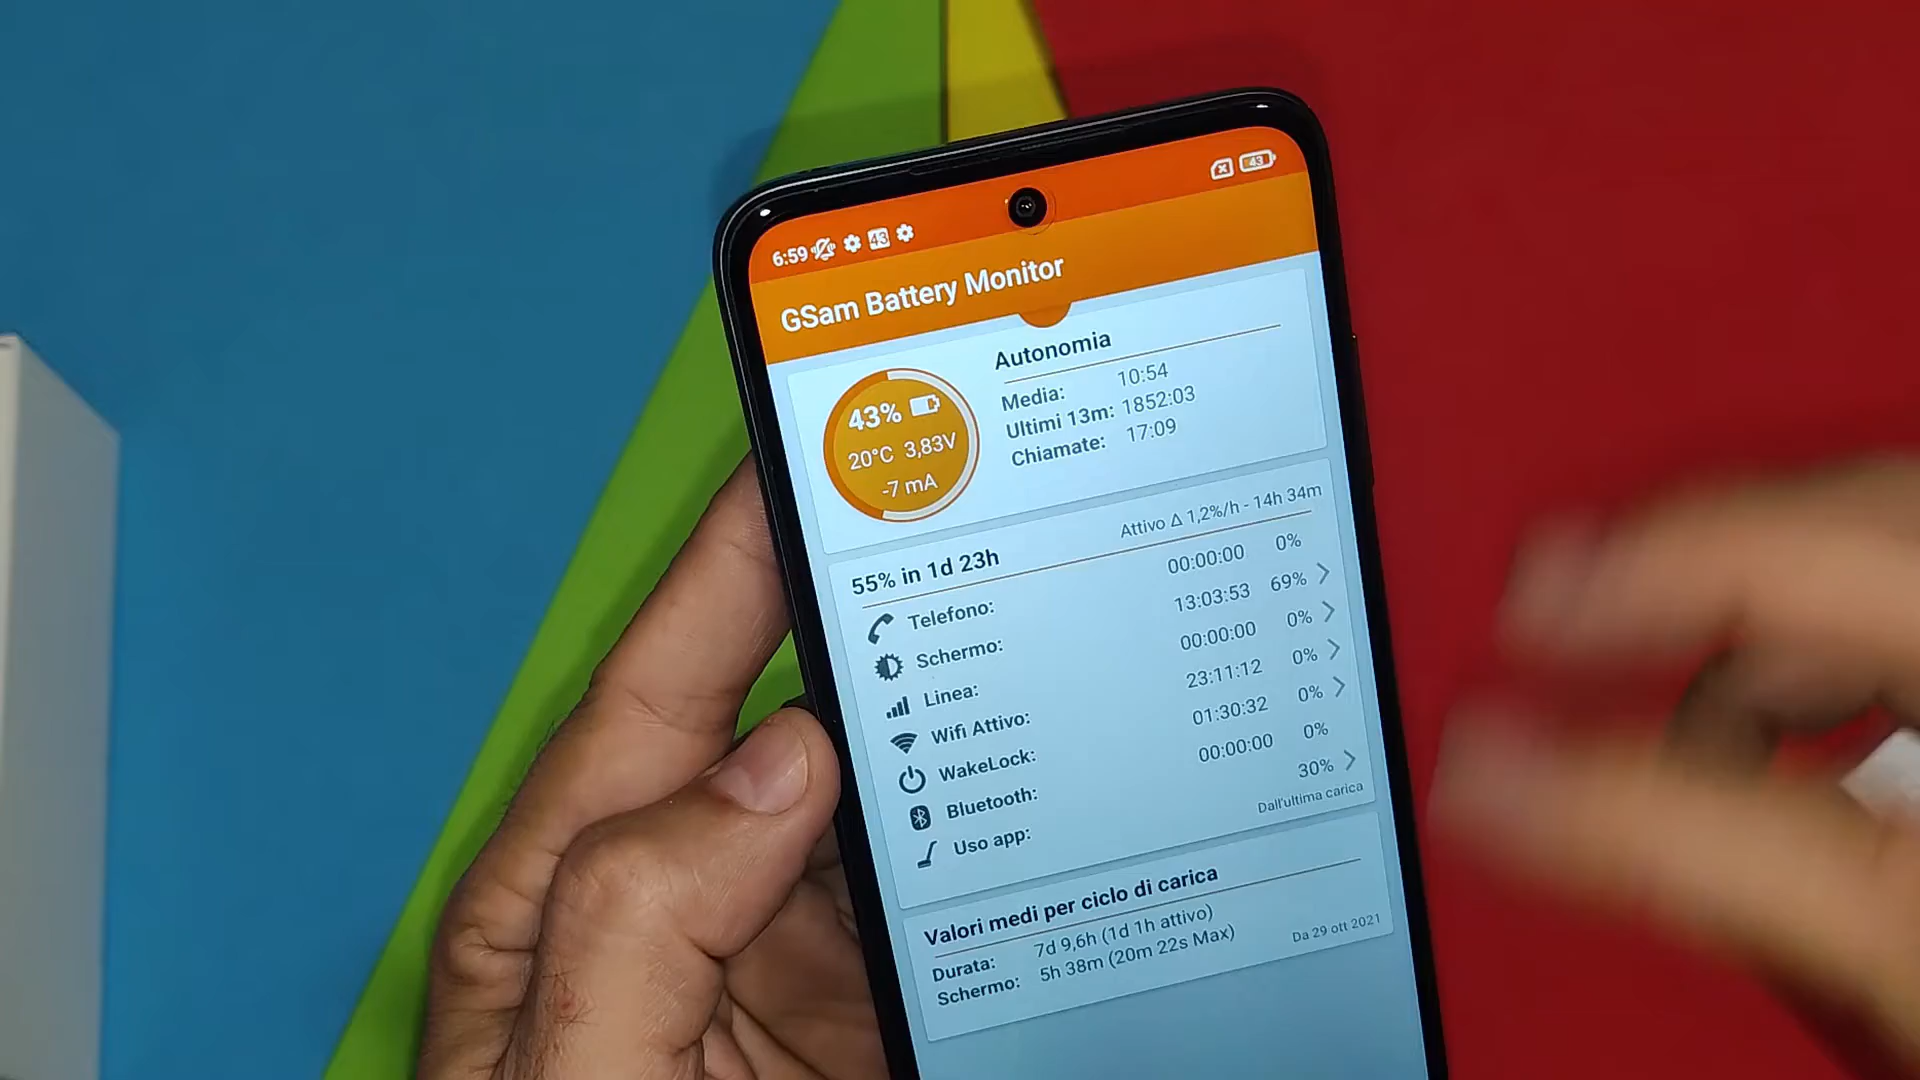 6:59 43 43
GSam Battery Monitor
43%
20°C 3,83V
-7 mA
Autonomia
Media: 10:54
Ultimi 13m: 1852:03
Chiamate: 17:09
55% in 1d 23h Attivo Δ 1,2%/h - 14h 34m
Telefono: 00:00:00 0%
Schermo: 13:03:53 69%
Linea: 00:00:00 0%
Wifi Attivo: 23:11:12 0%
WakeLock: 01:30:32 0%
Bluetooth: 00:00:00 0%
Uso app: 30%
Dall'ultima carica
Valori medi per ciclo di carica
Durata: 7d 9,6h (1d 1h attivo)
Schermo: 5h 38m (20m 22s Max) Da 29 ott 2021